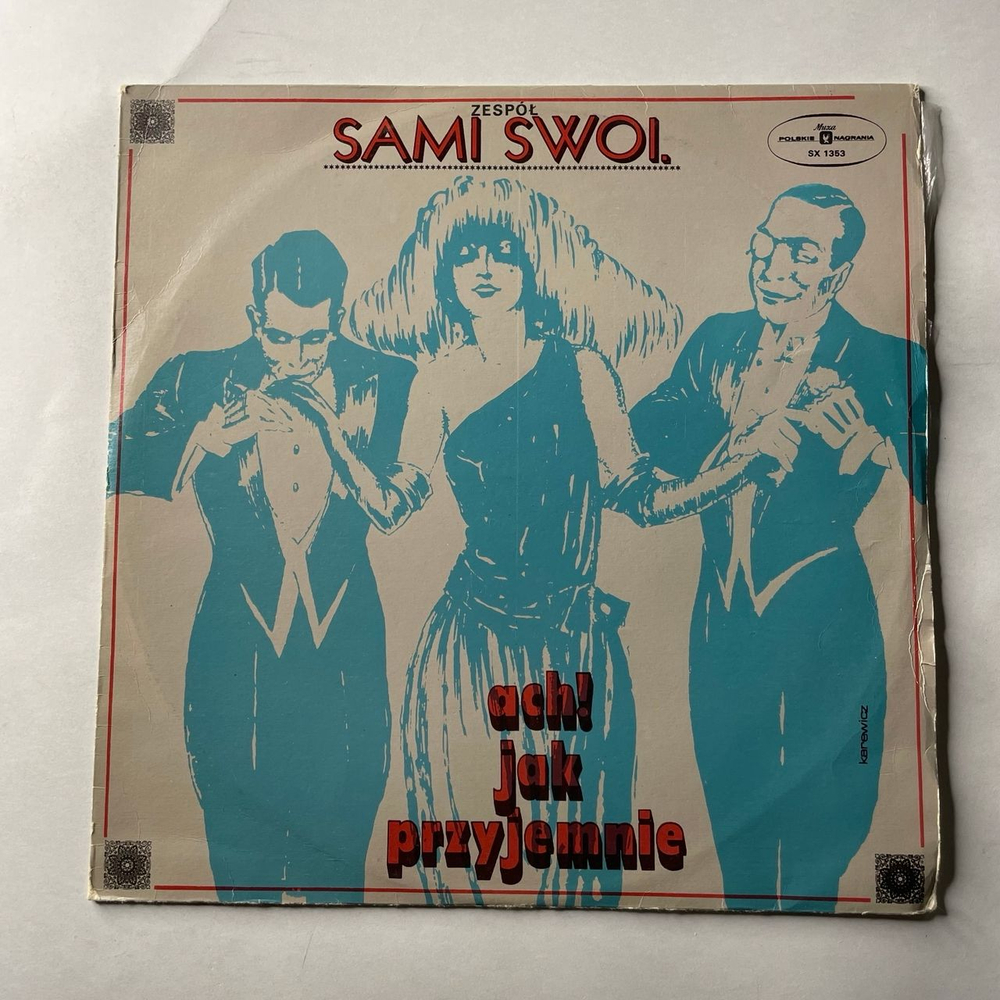 ZESPÓŁ
SAMI SWOI.
Muza
POLSKIE NAGRANIA
SX 1353
ach!
jak
przyjemnie
karewicz